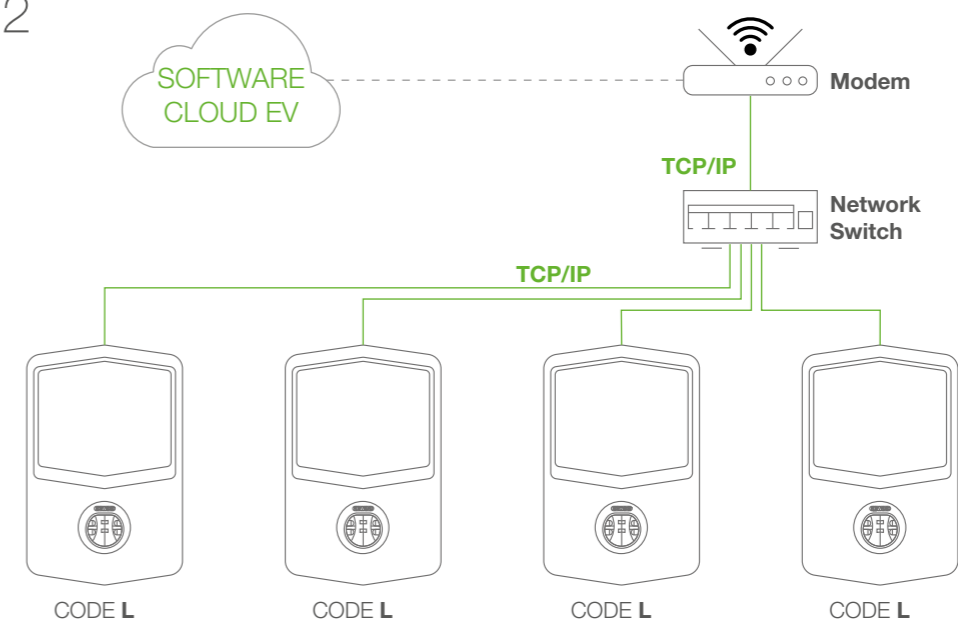 2
SOFTWARE
CLOUD EV
Modem
TCP/IP
Network
Switch
TCP/IP
CODE L
CODE L
CODE L
CODE L